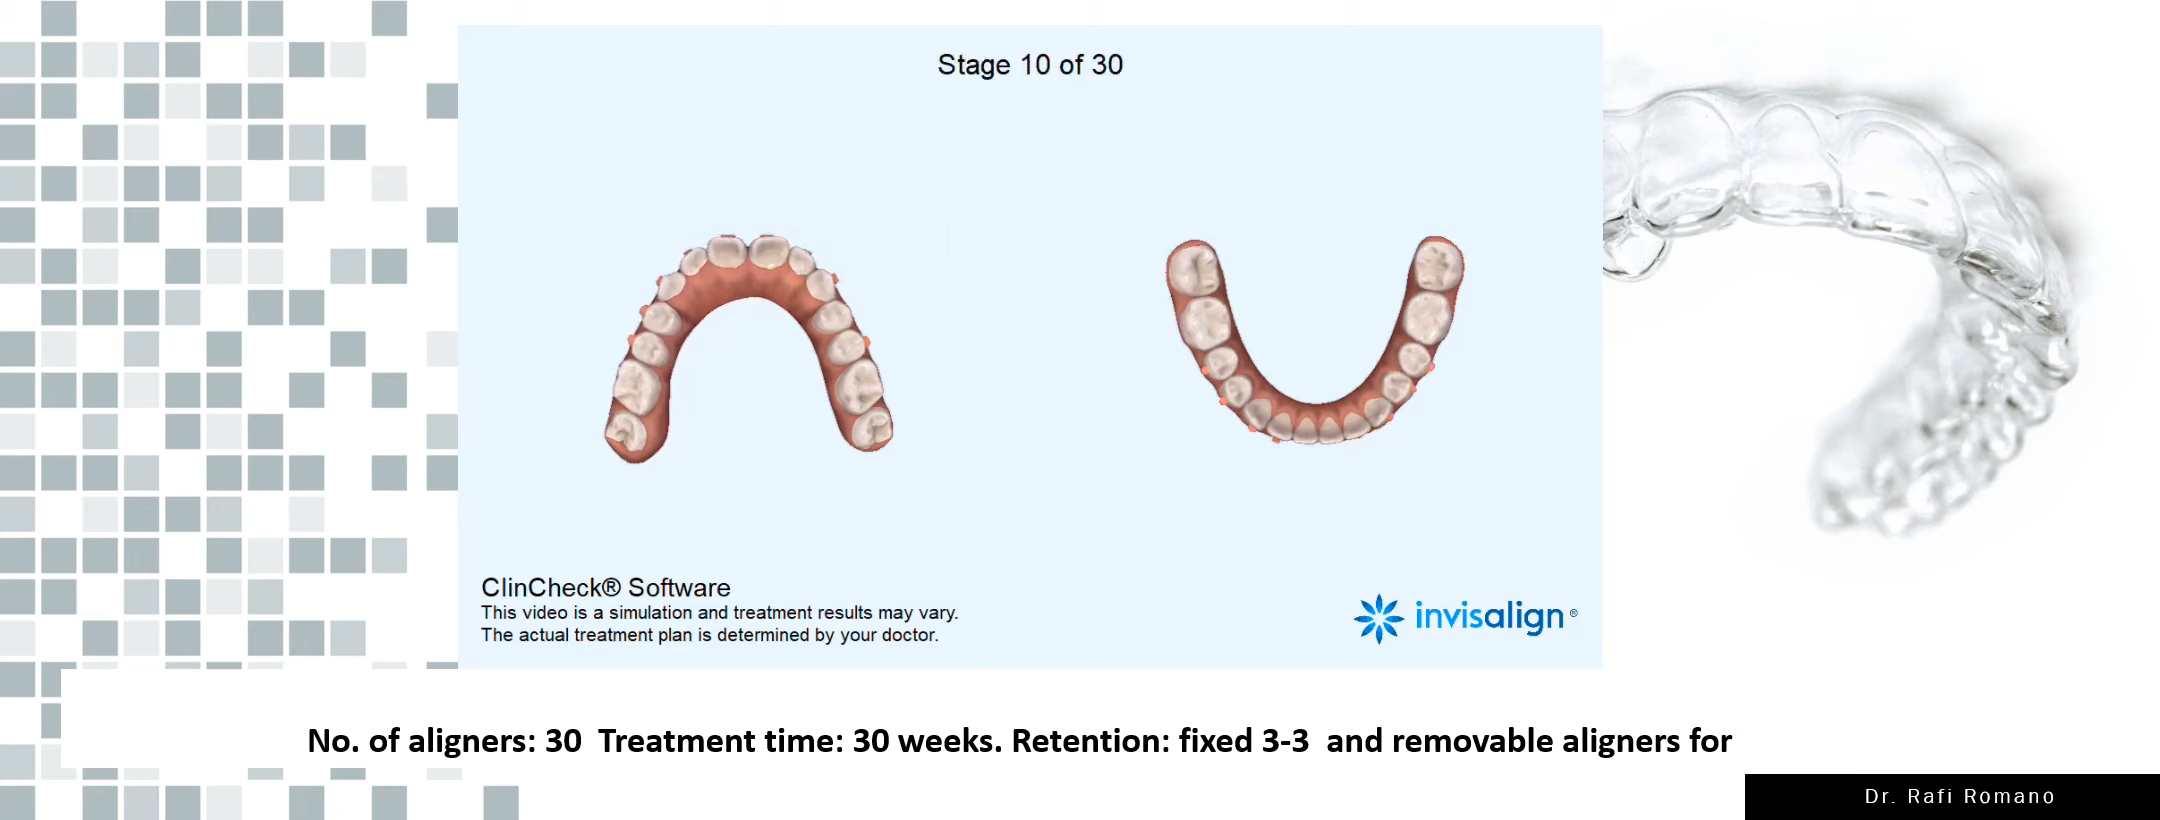 Stage 10 of 30
ClinCheck® Software
This video is a simulation and treatment results may vary.
The actual treatment plan is determined by your doctor.
invisalign®
No. of aligners: 30  Treatment time: 30 weeks. Retention: fixed 3-3  and removable aligners for
Dr. Rafi Romano